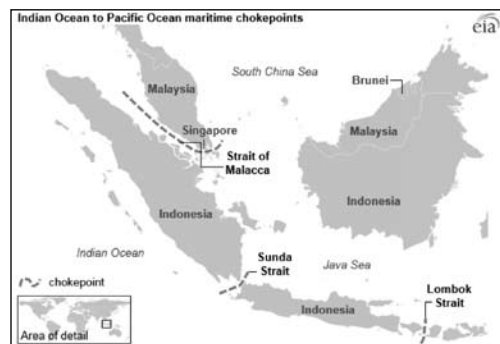 Indian Ocean to Pacific Ocean maritime chokepoints
eia
South China Sea
Malaysia
Brunei
Singapore
Malaysia
Strait of
Malacca
Indonesia
Indonesia
Indian Ocean
Sunda
Strait
Java Sea
chokepoint
Lombok
Strait
Indonesia
Area of detail